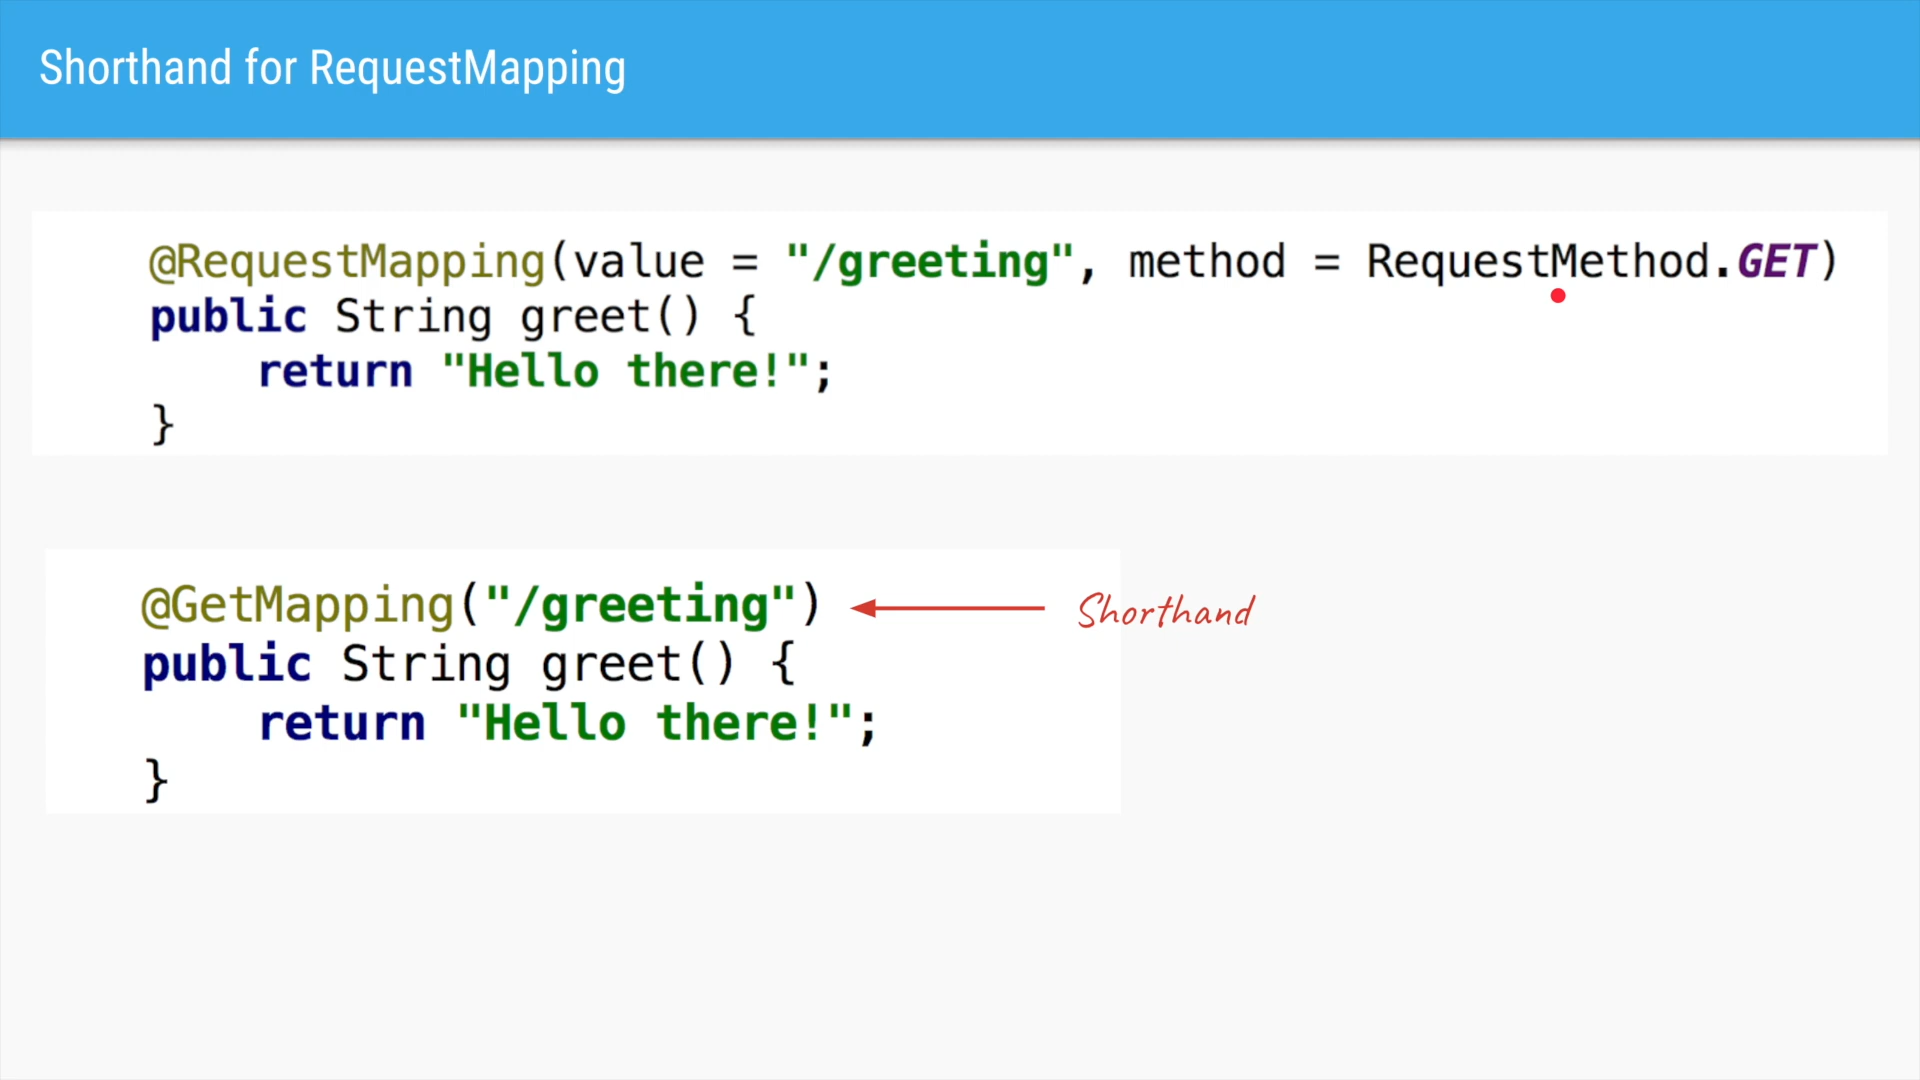 Shorthand for RequestMapping
@RequestMapping(value = "/greeting", method = RequestMethod.GET)
public String greet() {
    return "Hello there!";
}
@GetMapping("/greeting")
Shorthand
public String greet() {
    return "Hello there!";
}